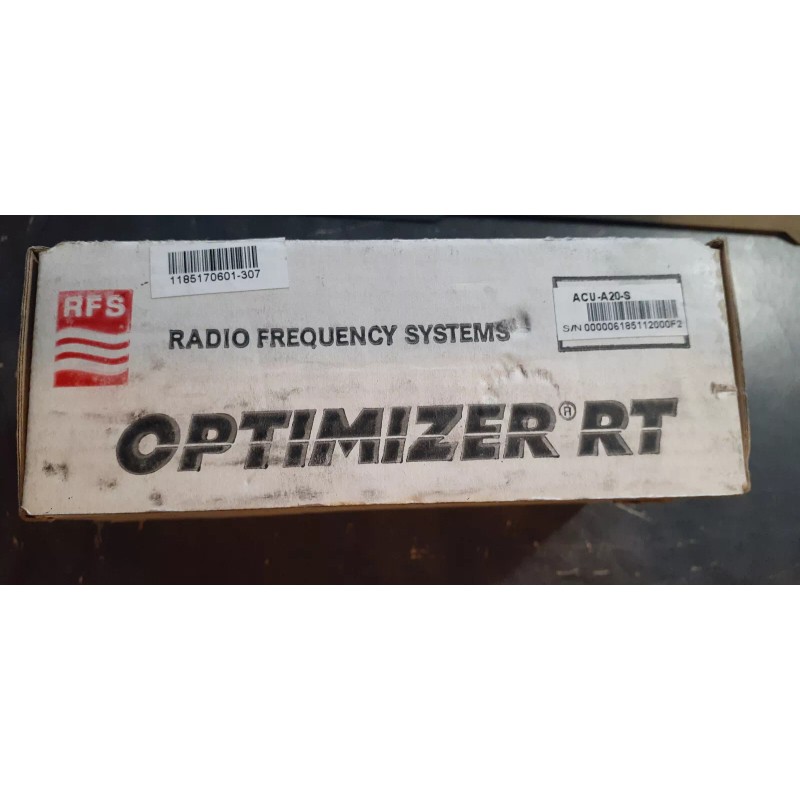 1185170601-307
RFS
ACU-A20-S
S/N 000006185112000F2
RADIO FREQUENCY SYSTEMS
OPTIMIZER® RT